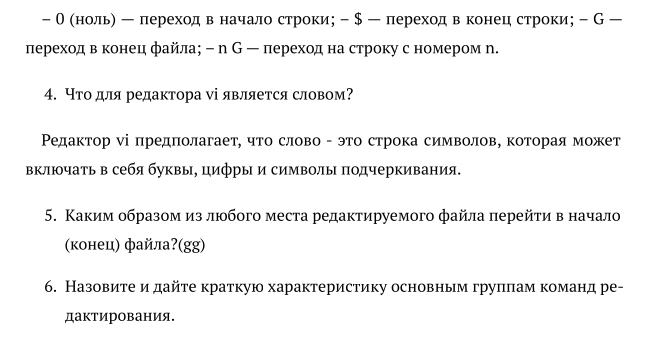 – 0 (ноль) — переход в начало строки; – $ — переход в конец строки; – G —
переход в конец файла; – n G — переход на строку с номером n.
4. Что для редактора vi является словом?
Редактор vi предполагает, что слово - это строка символов, которая может
включать в себя буквы, цифры и символы подчеркивания.
5. Каким образом из любого места редактируемого файла перейти в начало
(конец) файла?(gg)
6. Назовите и дайте краткую характеристику основным группам команд ре-
дактирования.